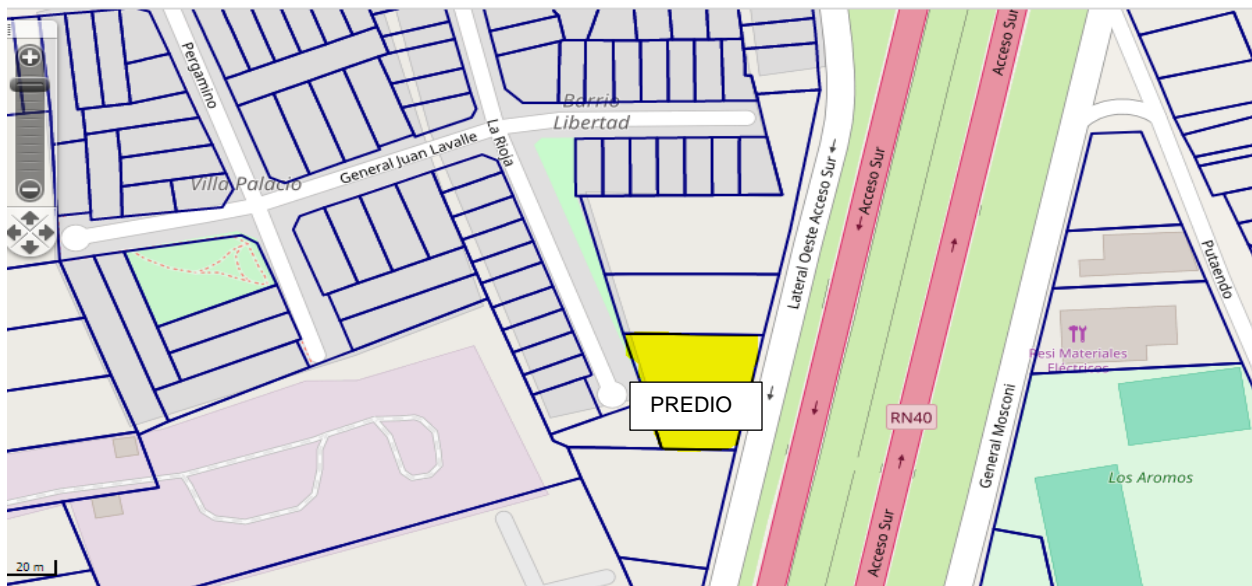 Acceso Sur
Pergamino
Barrio
Libertad
La Rioja
General Juan Lavalle
Villa Palacio
Lateral Oeste Acceso Sur
Acceso Sur
Putaendo
Resi Materiales
Eléctricos
PREDIO
RN40
General Mosconi
Los Aromos
Acceso Sur
20 m